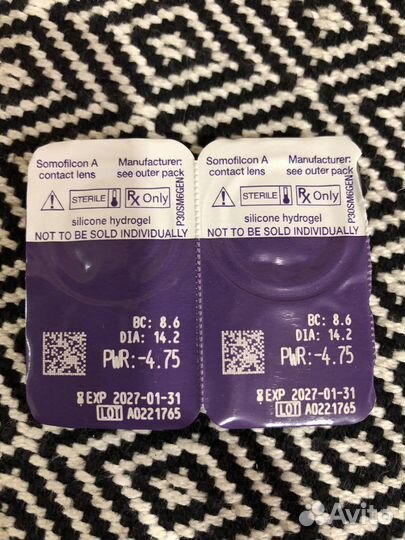 Somofilcon A
contact lens
Manufacturer:
see outer pack
STERILE
Rx Only
silicone hydrogel
NOT TO BE SOLD INDIVIDUALLY
BC: 8.6
DIA: 14.2
PWR:-4.75
EXP 2027-01-31
LOT A0221765
Somofilcon A
contact lens
Manufacturer:
see outer pack
STERILE
Rx Only
silicone hydrogel
P30SM66GEN
NOT TO BE SOLD INDIVIDUALLY
BC: 8.6
DIA: 14.2
PWR:-4.75
EXP 2027-01-31
LOT A0221765
Avito